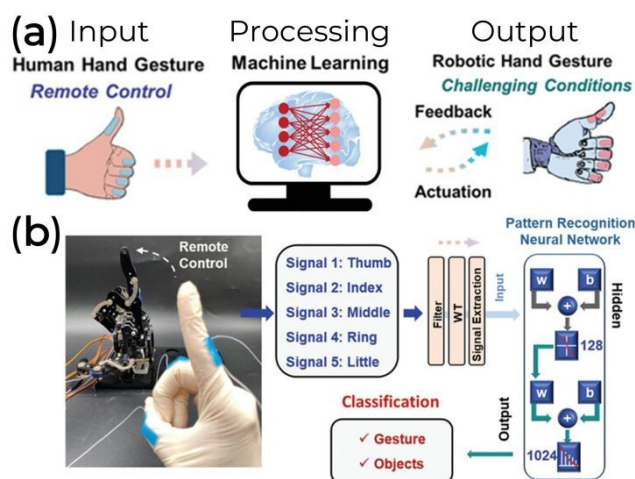 (a) Input Processing Output
Human Hand Gesture Machine Learning Robotic Hand Gesture
Remote Control Challenging Conditions
Feedback
Actuation
(b)
Remote
Control
Signal 1: Thumb
Signal 2: Index
Signal 3: Middle
Signal 4: Ring
Signal 5: Little
Filter
WT
Signal Extraction
Input
Pattern Recognition
Neural Network
w b
+
128
Hidden
w b
+
1024
Output
Classification
✓ Gesture
✓ Objects